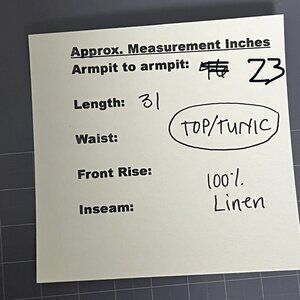 Approx. Measurement Inches
Armpit to armpit: 23
Length: 31
TOP/TUNIC
Waist:
Front Rise:
100%
Linen
Inseam: